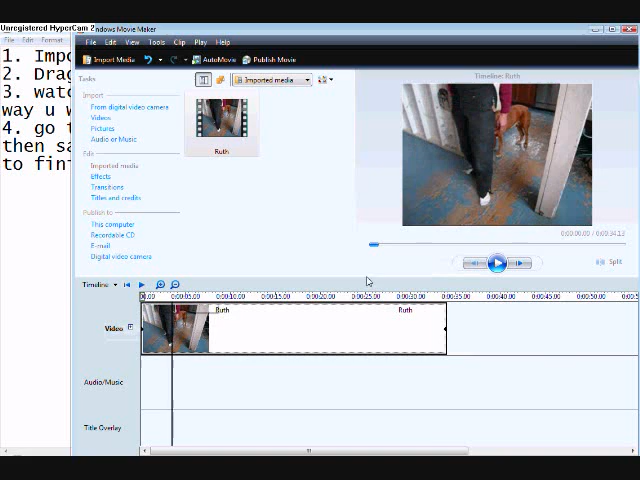 Unregistered HyperCam 2
Windows Movie Maker
File Edit Format
File Edit View Tools Clip Play Help
Import Media AutoMovie Publish Movie
1. Impo
2. Drag
3. watc
way u w
4. go t
then sa
to fini
Tasks
Imported media
Import
From digital video camera
Videos
Pictures
Audio or Music
Edit
Imported media
Effects
Transitions
Titles and credits
Publish to
This computer
Recordable CD
E-mail
Digital video camera
Ruth
Timeline: Ruth
0:00:06.00 / 0:00:34.13
Split
Timeline
0:00:05.00 0:00:10.00 0:00:15.00 0:00:20.00 0:00:25.00 0:00:30.00 0:00:35.00 0:00:40.00 0:00:45.00 0:00:50.00
Video
Ruth
Ruth
Audio/Music
Title Overlay